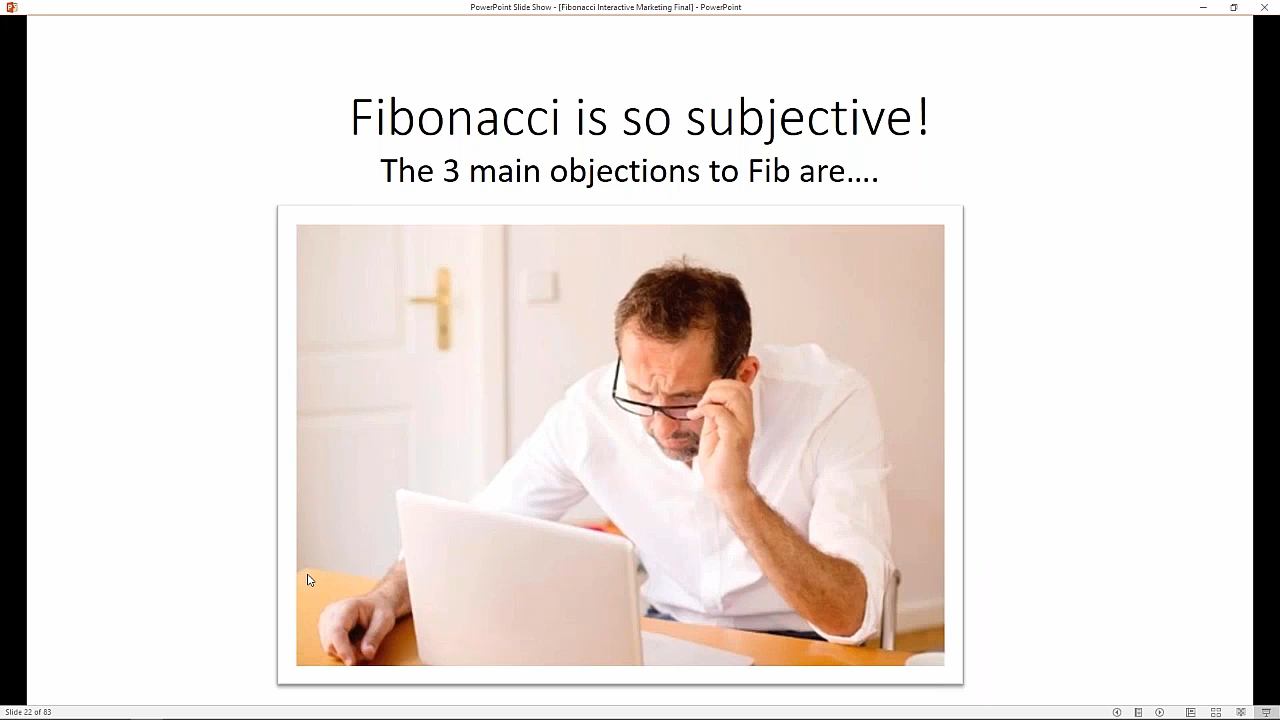 PowerPoint Slide Show - [Fibonacci Interactive Marketing Final] - PowerPoint
Fibonacci is so subjective!
The 3 main objections to Fib are....
Slide 22 of 83